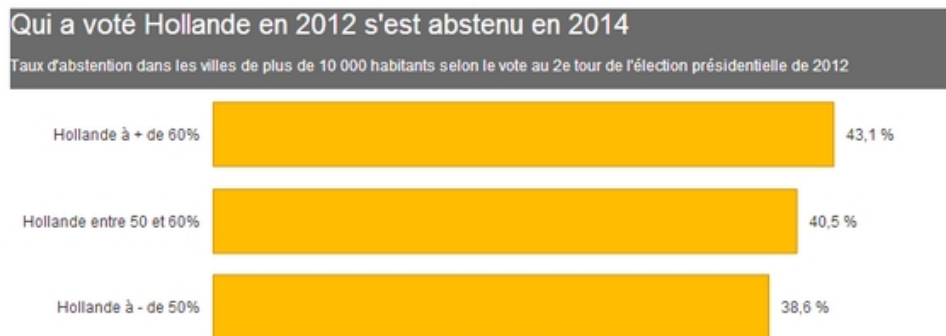 Qui a voté Hollande en 2012 s'est abstenu en 2014
Taux d'abstention dans les villes de plus de 10 000 habitants selon le vote au 2e tour de l'élection présidentielle de 2012
Hollande à + de 60% 43,1 %
Hollande entre 50 et 60% 40,5 %
Hollande à - de 50% 38,6 %